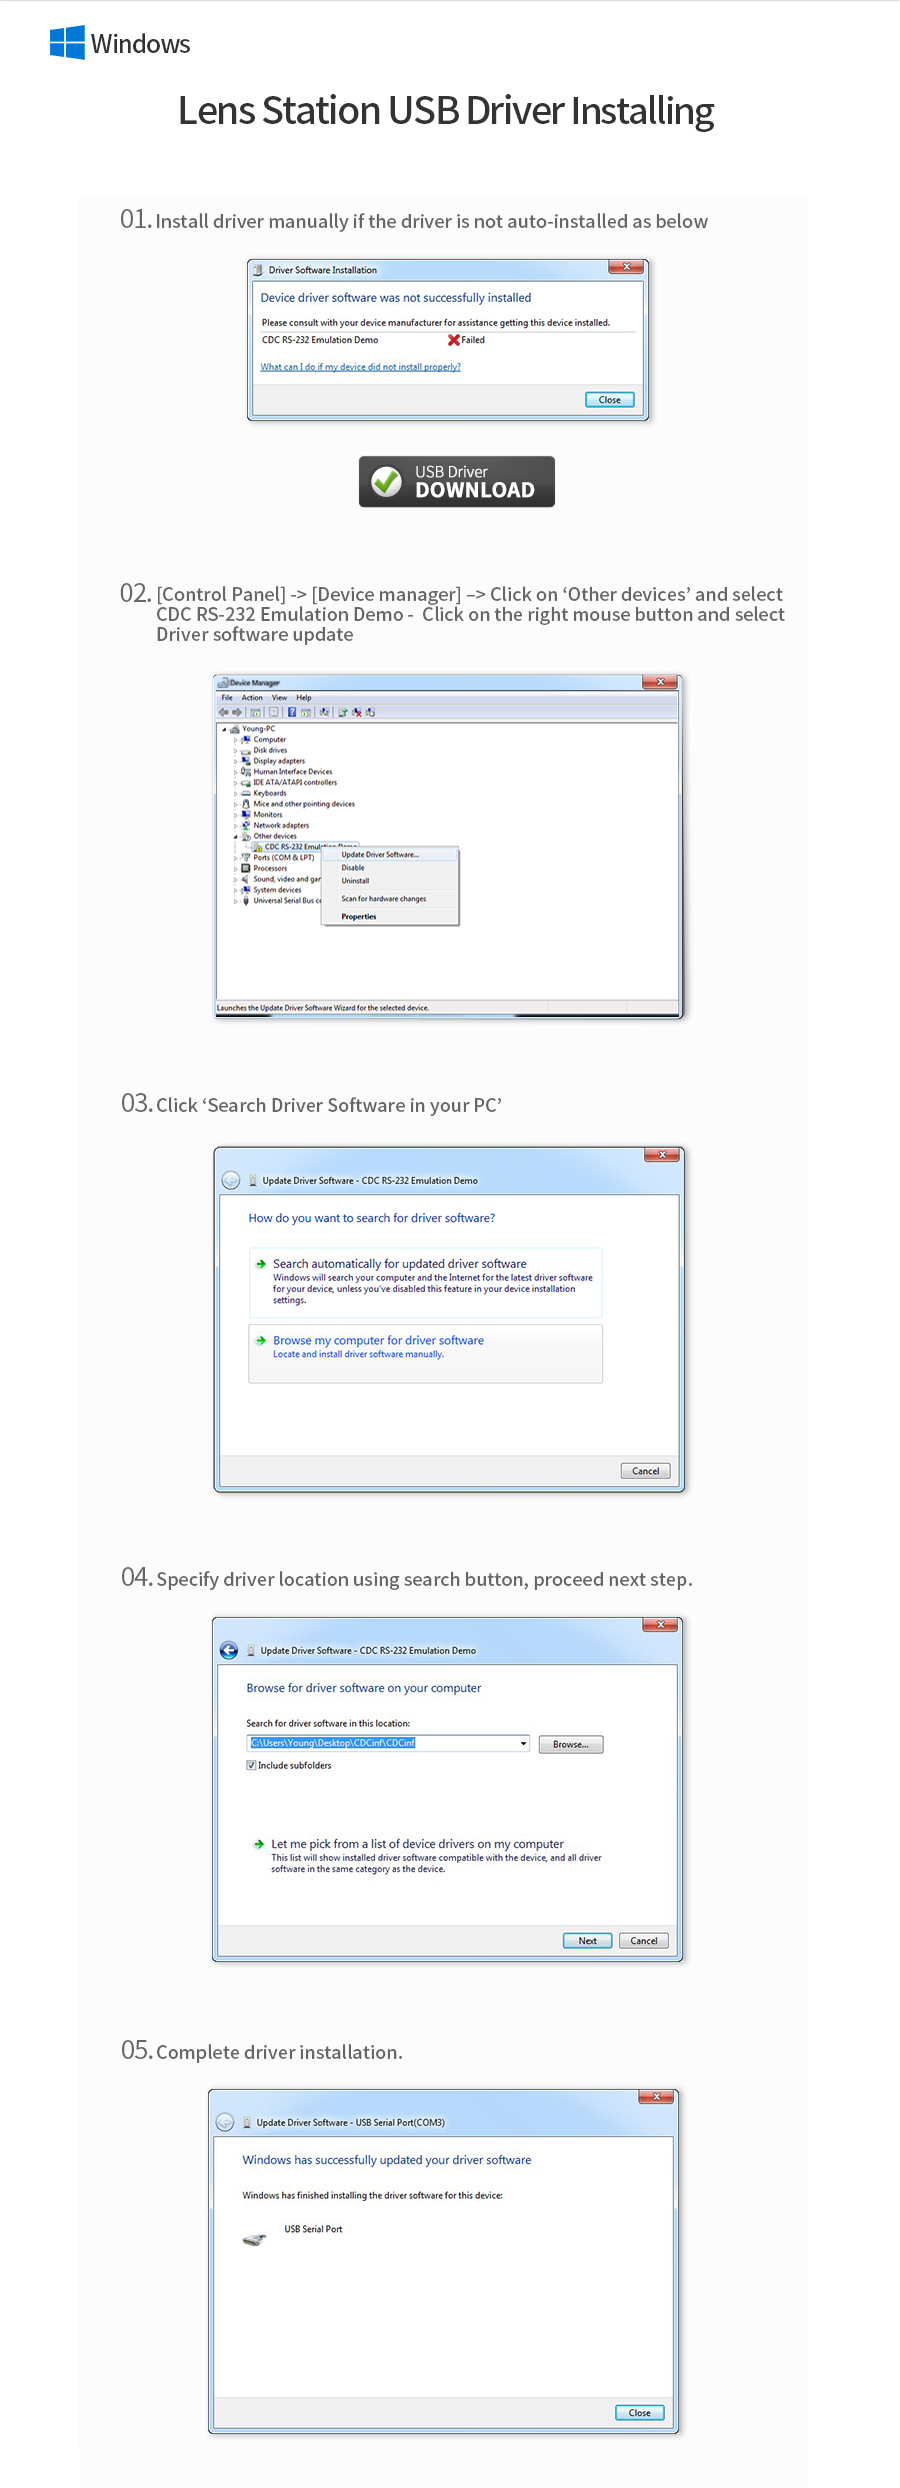 Windows
Lens Station USB Driver Installing
01. Install driver manually if the driver is not auto-installed as below
Driver Software Installation
Device driver software was not successfully installed
Please consult with your device manufacturer for assistance getting this device installed.
CDC RS-232 Emulation Demo Failed
What can I do if my device did not install properly?
Close
USB Driver
DOWNLOAD
02. [Control Panel] -> [Device manager] –> Click on ‘Other devices’ and select
CDC RS-232 Emulation Demo - Click on the right mouse button and select
Driver software update
Device Manager
File Action View Help
Young-PC
Computer
Disk drives
Display adapters
Human Interface Devices
IDE ATA/ATAPI controllers
Keyboards
Mice and other pointing devices
Monitors
Network adapters
Other devices
CDC RS-232 Emulation Demo
Ports (COM & LPT)
Processors
Sound, video and gar
System devices
Universal Serial Bus co
Update Driver Software...
Disable
Uninstall
Scan for hardware changes
Properties
Launches the Update Driver Software Wizard for the selected device.
03. Click ‘Search Driver Software in your PC’
Update Driver Software - CDC RS-232 Emulation Demo
How do you want to search for driver software?
Search automatically for updated driver software
Windows will search your computer and the Internet for the latest driver software
for your device, unless you've disabled this feature in your device installation
settings.
Browse my computer for driver software
Locate and install driver software manually.
Cancel
04. Specify driver location using search button, proceed next step.
Update Driver Software - CDC RS-232 Emulation Demo
Browse for driver software on your computer
Search for driver software in this location:
C:\Users\Young\Desktop\CDCinf\CDCinf
Browse...
Include subfolders
Let me pick from a list of device drivers on my computer
This list will show installed driver software compatible with the device, and all driver
software in the same category as the device.
Next Cancel
05. Complete driver installation.
Update Driver Software - USB Serial Port(COM3)
Windows has successfully updated your driver software
Windows has finished installing the driver software for this device:
USB Serial Port
Close